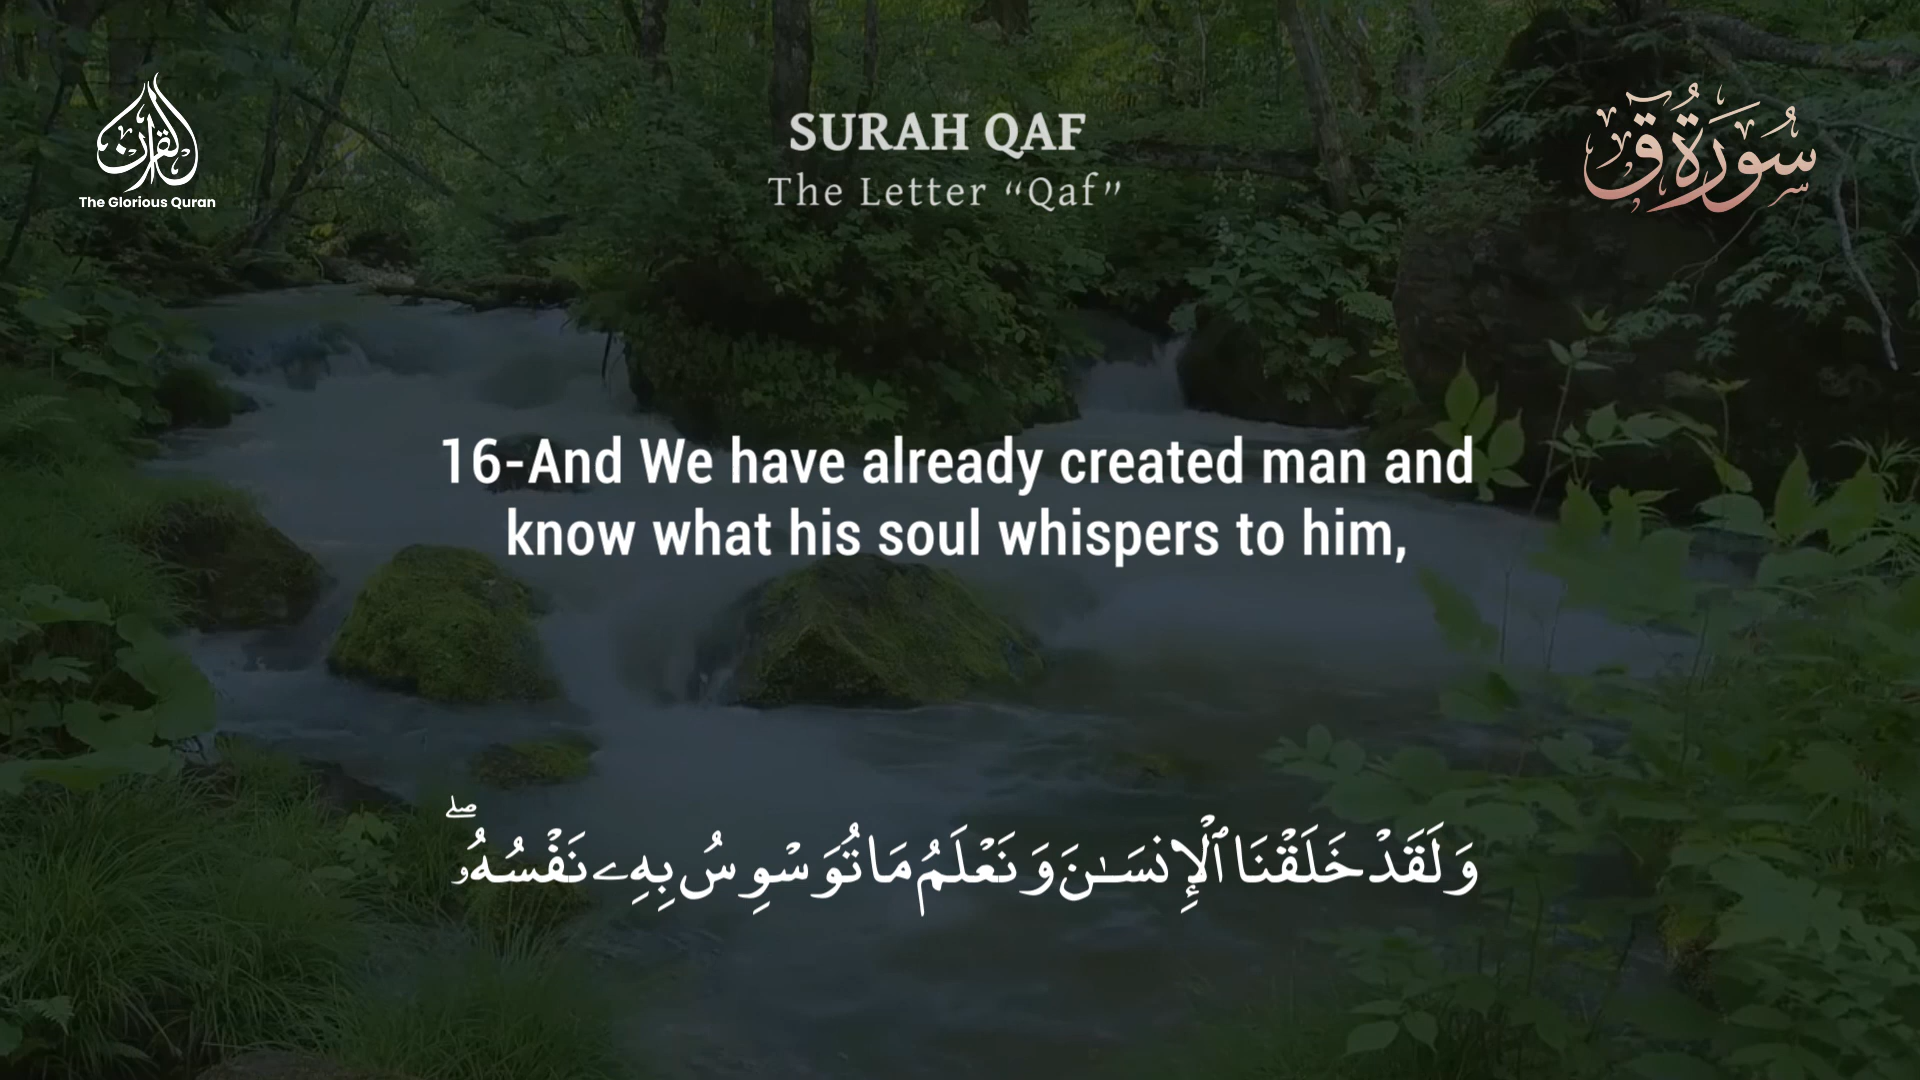 القرآن
The Glorious Quran
SURAH QAF
The Letter “Qaf”
سُورَةُ قٓ
16-And We have already created man and
know what his soul whispers to him,
وَلَقَدْ خَلَقْنَا ٱلْإِنسَـٰنَ وَنَعْلَمُ مَا تُوَسْوِسُ بِهِۦ نَفْسُهُۥ ۖ